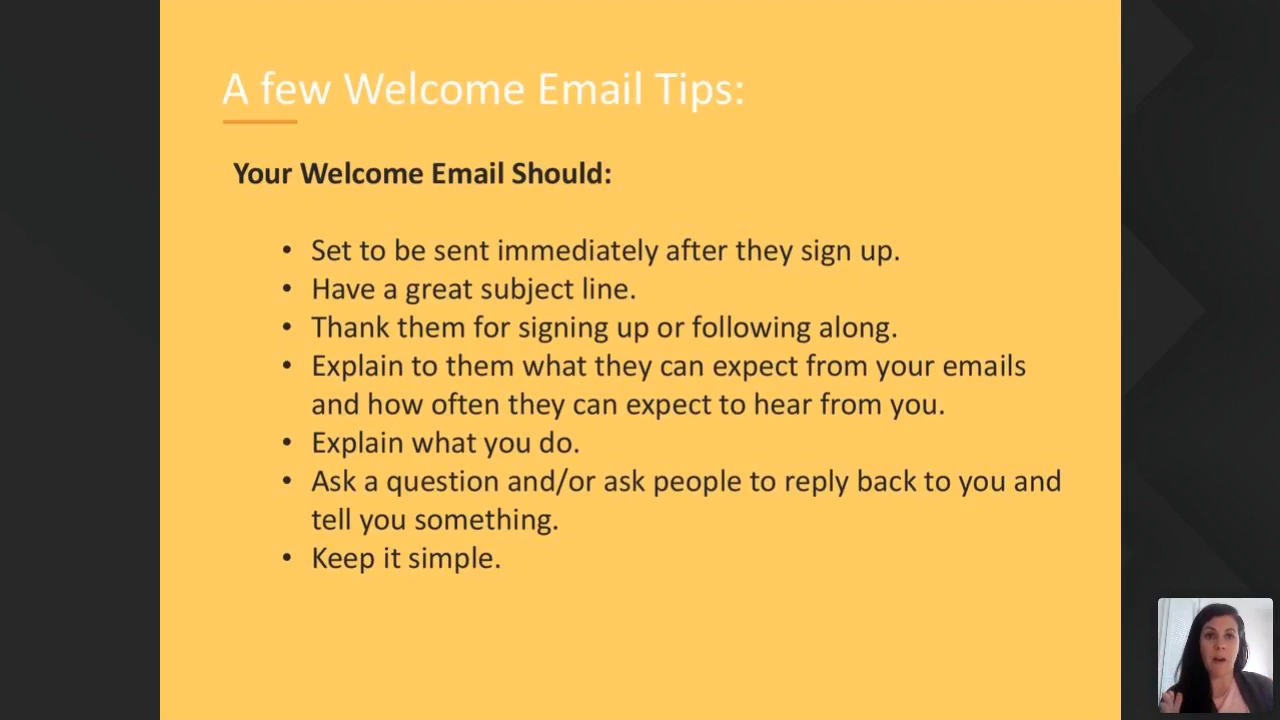 A few Welcome Email Tips:
Your Welcome Email Should:
• Set to be sent immediately after they sign up.
• Have a great subject line.
• Thank them for signing up or following along.
• Explain to them what they can expect from your emails
and how often they can expect to hear from you.
• Explain what you do.
• Ask a question and/or ask people to reply back to you and
tell you something.
• Keep it simple.